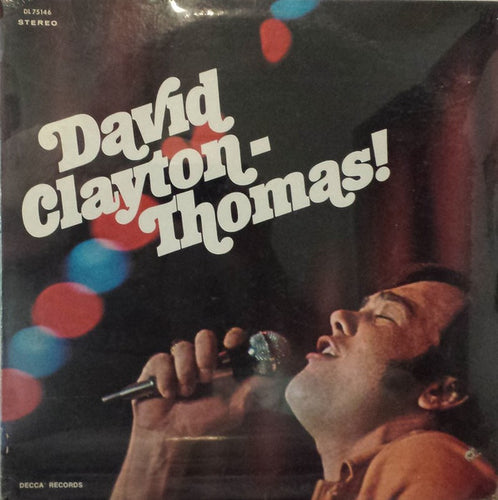 DL 75146
STEREO
David
Clayton-
Thomas!
DECCA RECORDS